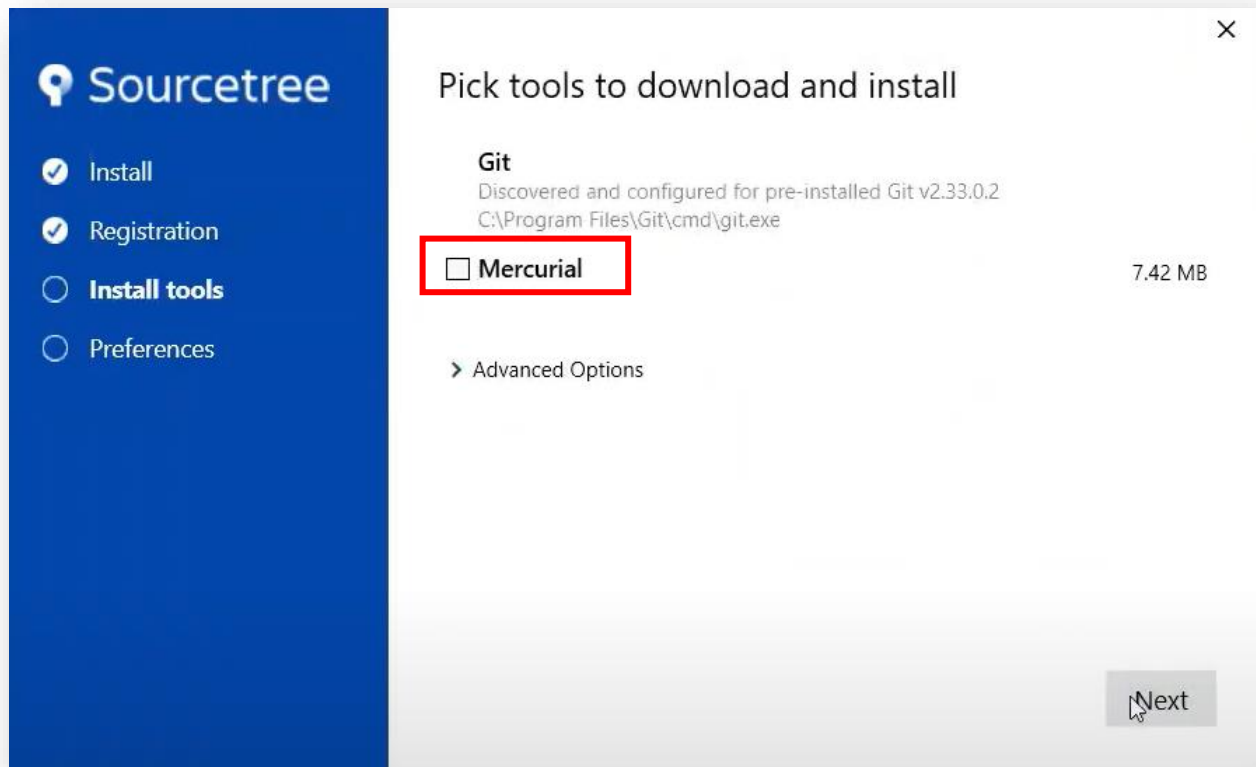 Sourcetree
Install
Registration
Install tools
Preferences
Pick tools to download and install
Git
Discovered and configured for pre-installed Git v2.33.0.2
C:\Program Files\Git\cmd\git.exe
Mercurial 7.42 MB
Advanced Options
Next